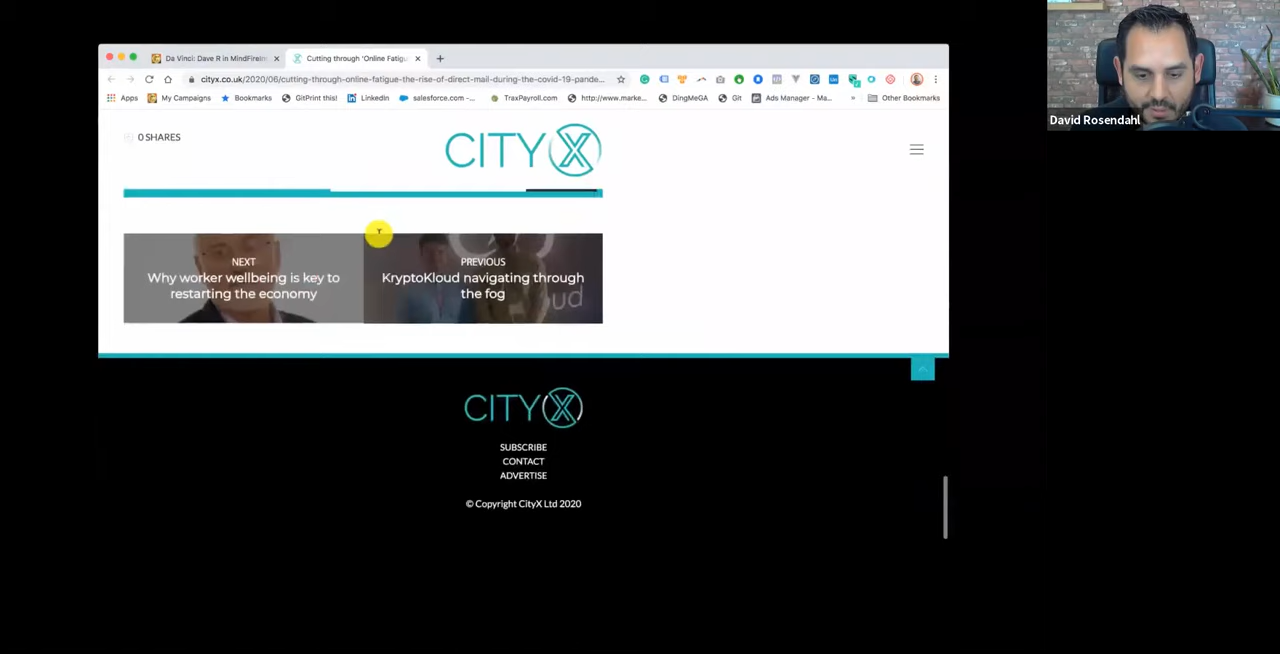 Da Vinci: Dave R in MindFireIn
Cutting through 'Online Fatigu
cityx.co.uk/2020/06/cutting-through-online-fatigue-the-rise-of-direct-mail-during-the-covid-19-pande...
Apps
My Campaigns
Bookmarks
GitPrint this!
LinkedIn
salesforce.com -...
TraxPayroll.com
http://www.marke...
DingMeGA
Git
Ads Manager - Ma...
»
Other Bookmarks
David Rosendahl
0 SHARES
CITYX
NEXT
Why worker wellbeing is key to
restarting the economy
PREVIOUS
KryptoKloud navigating through
the fog
oud
CITYX
SUBSCRIBE
CONTACT
ADVERTISE
© Copyright CityX Ltd 2020